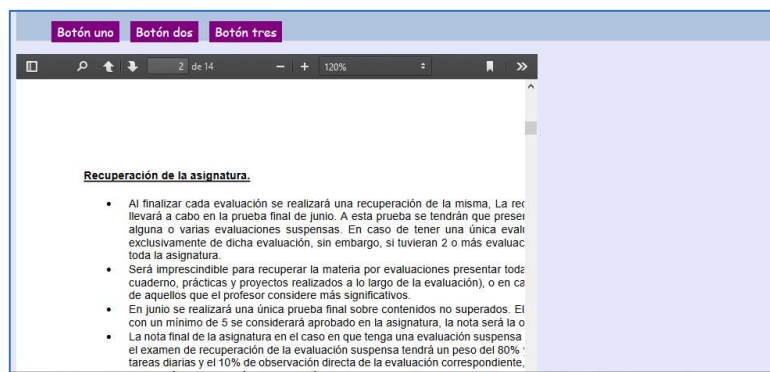 Botón uno Botón dos Botón tres
2 de 14 120%
Recuperación de la asignatura.
• Al finalizar cada evaluación se realizará una recuperación de la misma, La rec
llevará a cabo en la prueba final de junio. A esta prueba se tendrán que preser
alguna o varias evaluaciones suspensas. En caso de tener una única evalu
exclusivamente de dicha evaluación, sin embargo, si tuvieran 2 o más evaluac
toda la asignatura.
• Será imprescindible para recuperar la materia por evaluaciones presentar toda
cuaderno, prácticas y proyectos realizados a lo largo de la evaluación), o en ca
de aquellos que el profesor considere más significativos.
• En junio se realizará una única prueba final sobre contenidos no superados. El
con un mínimo de 5 se considerará aprobado en la asignatura, la nota será la o
• La nota final de la asignatura en el caso en que tenga una evaluación suspensa
el examen de recuperación de la evaluación suspensa tendrá un peso del 80%
tareas diarias y el 10% de observación directa de la evaluación correspondiente,